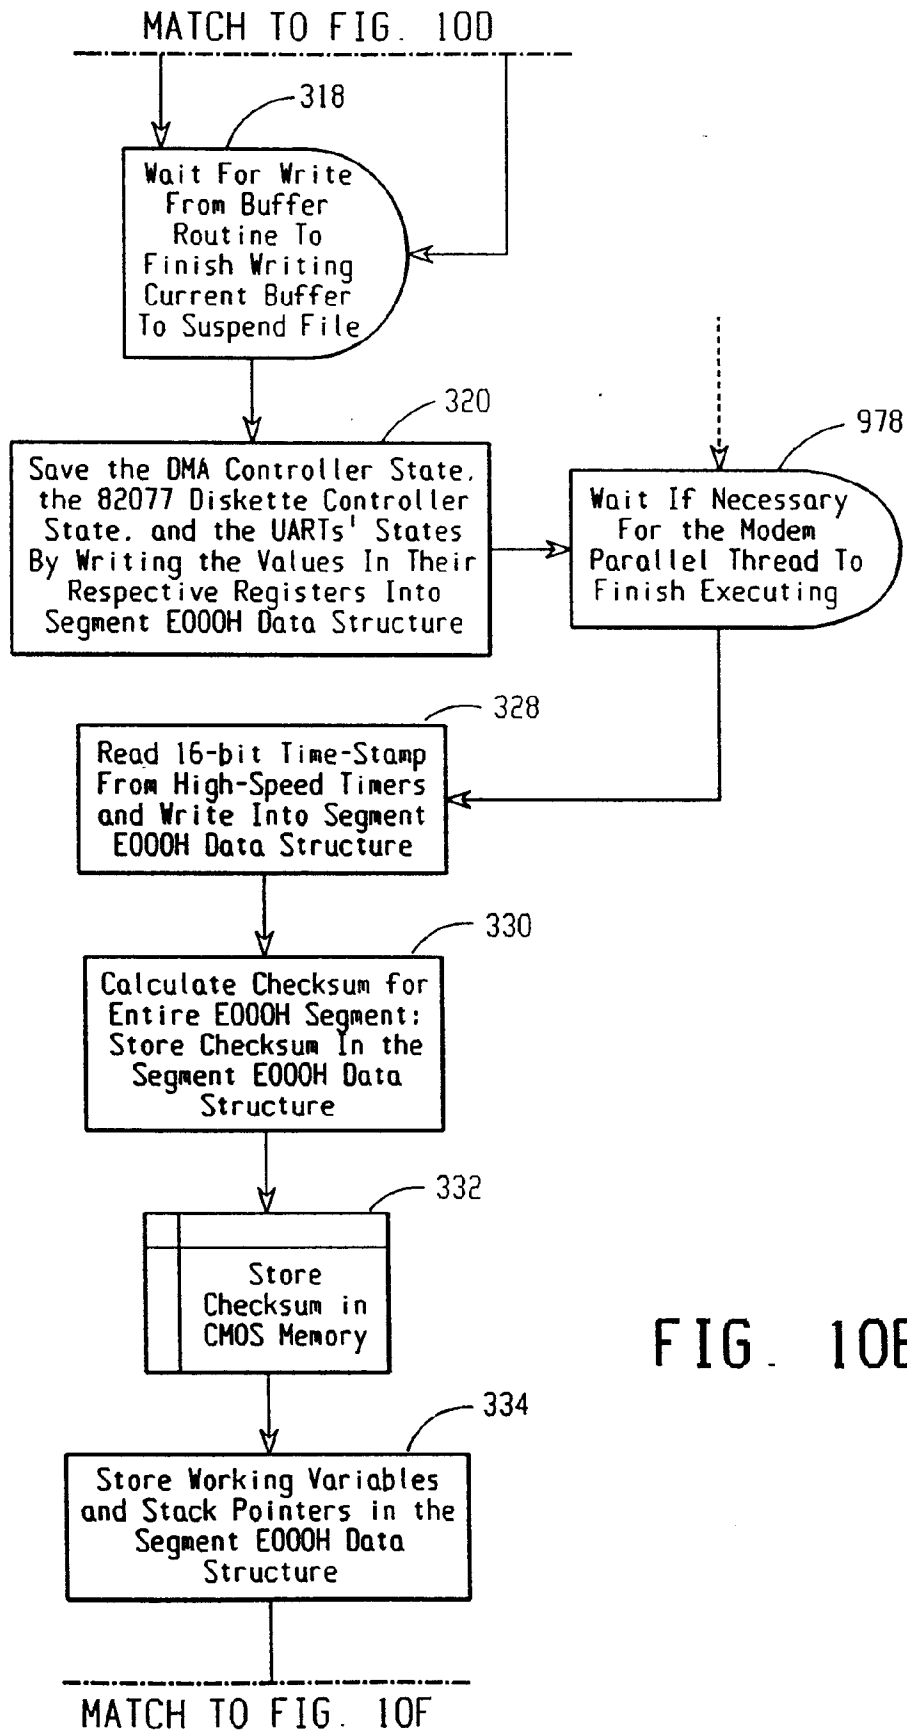 MATCH TO FIG. 10D
318
Wait For Write
From Buffer
Routine To
Finish Writing
Current Buffer
To Suspend File
320
Save the DMA Controller State,
the 82077 Diskette Controller
State, and the UARTs' States
By Writing the Values In Their
Respective Registers Into
Segment E000H Data Structure
978
Wait If Necessary
For the Modem
Parallel Thread To
Finish Executing
328
Read 16-bit Time-Stamp
From High-Speed Timers
and Write Into Segment
E000H Data Structure
330
Calculate Checksum for
Entire E000H Segment;
Store Checksum In the
Segment E000H Data
Structure
332
Store
Checksum in
CMOS Memory
FIG. 10E
334
Store Working Variables
and Stack Pointers in the
Segment E000H Data
Structure
MATCH TO FIG. 10F